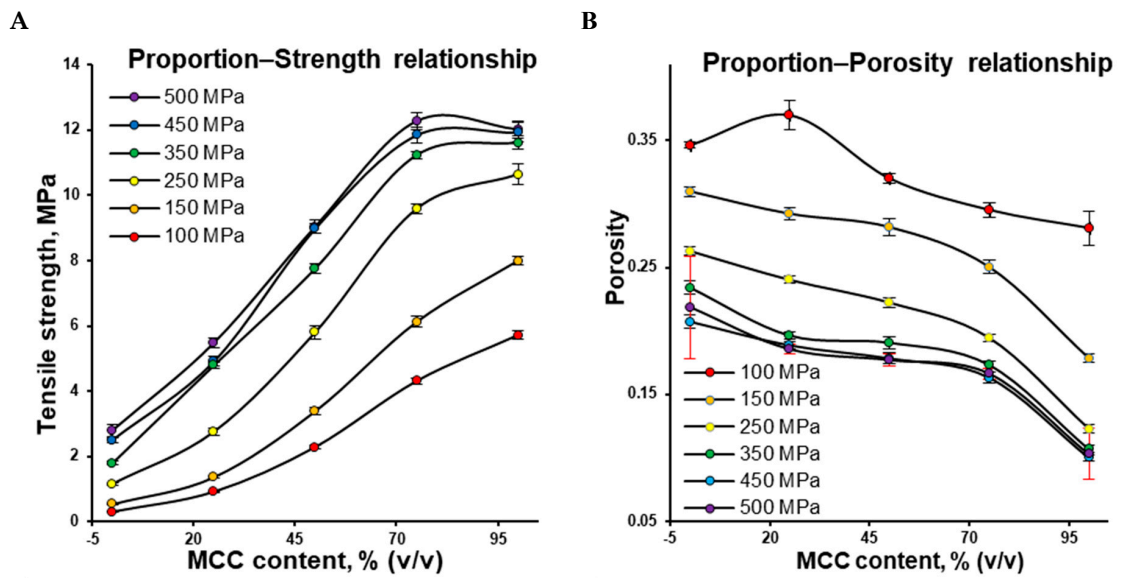 A
Proportion–Strength relationship
14
12
10
8
6
4
2
0
Tensile strength, MPa
500 MPa
450 MPa
350 MPa
250 MPa
150 MPa
100 MPa
-5
20
45
70
95
MCC content, % (v/v)
B
Proportion–Porosity relationship
0.35
0.25
0.15
0.05
Porosity
100 MPa
150 MPa
250 MPa
350 MPa
450 MPa
500 MPa
-5
20
45
70
95
MCC content, % (v/v)